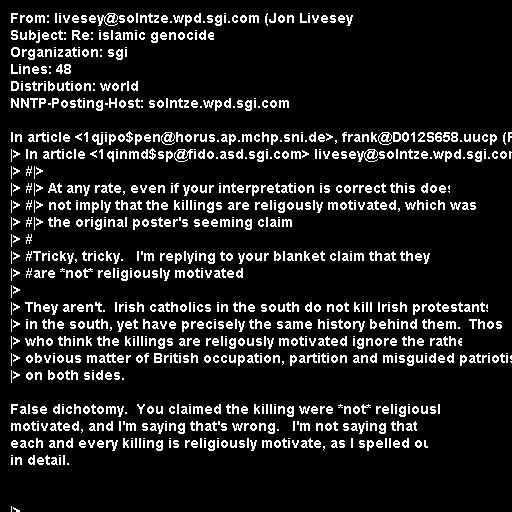 From: livesey@solntze.wpd.sgi.com (Jon Livesey
Subject: Re: islamic genocide
Organization: sgi
Lines: 48
Distribution: world
NNTP-Posting-Host: solntze.wpd.sgi.com

In article <1qjipo$pen@horus.ap.mchp.sni.de>, frank@D012S658.uucp (F
|> In article <1qinmd$sp@fido.asd.sgi.com> livesey@solntze.wpd.sgi.com
|> #|>
|> #|> At any rate, even if your interpretation is correct this does
|> #|> not imply that the killings are religously motivated, which was
|> #|> the original poster's seeming claim
|> #
|> #Tricky, tricky.   I'm replying to your blanket claim that they
|> #are *not* religiously motivated
|>
|> They aren't.  Irish catholics in the south do not kill Irish protestants
|> in the south, yet have precisely the same history behind them.  Thos
|> who think the killings are religously motivated ignore the rathe
|> obvious matter of British occupation, partition and misguided patriotis
|> on both sides.

False dichotomy.  You claimed the killing were *not* religiousl
motivated, and I'm saying that's wrong.   I'm not saying that
each and every killing is religiously motivate, as I spelled ou
in detail.

|>